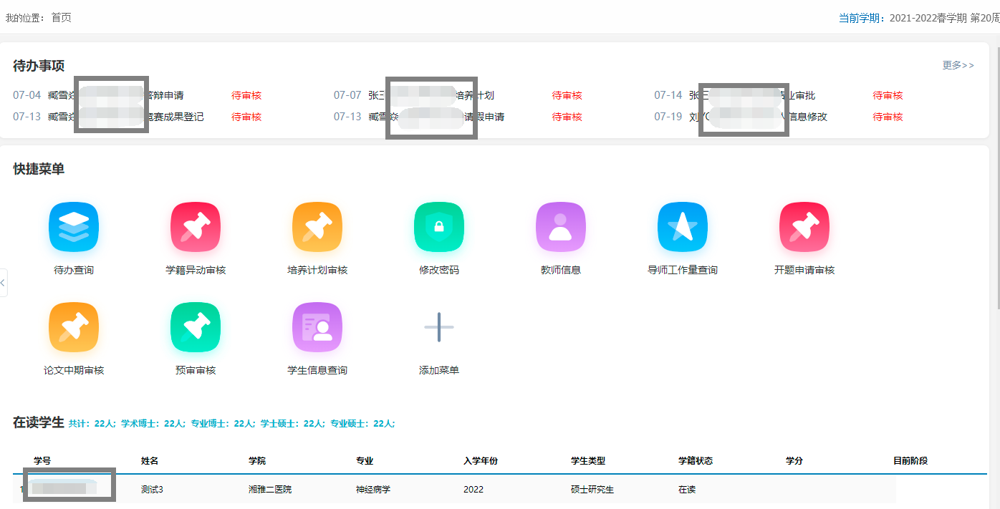 我的位置： 首页 当前学期：2021-2022春学期 第20周
待办事项 更多>>
07-04 臧雪焱 答辩申请 待审核 07-07 张三 培养计划 待审核 07-14 张三 业审批 待审核
07-13 臧雪焱 竞赛成果登记 待审核 07-13 臧雪焱 请假申请 待审核 07-19 刘 信息修改 待审核
快捷菜单
待办查询 学籍异动审核 培养计划审核 修改密码 教师信息 导师工作量查询 开题申请审核
论文中期审核 预审审核 学生信息查询 添加菜单
在读学生 共计：22人; 学术博士：22人; 专业博士：22人; 学士硕士：22人; 专业硕士：22人;
学号 姓名 学院 专业 入学年份 学生类型 学籍状态 学分 目前阶段
测试3 湘雅二医院 神经病学 2022 硕士研究生 在读